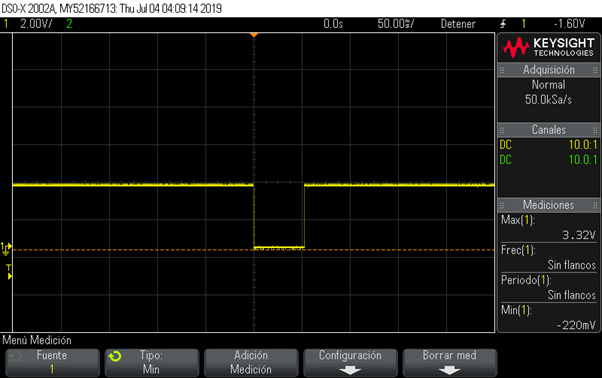 DSO-X 2002A, MY52166713: Thu Jul 04 04:09:14 2019
1 2.00V/ 2 0.0s 50.00ms/ Detener 1 -1.60V
KEYSIGHT
TECHNOLOGIES
Adquisición
Normal
50.0kSa/s
Canales
DC 10.0:1
DC 10.0:1
Mediciones
Max(1):
3.32V
Frec(1):
Sin flancos
Periodo(1):
Sin flancos
Min(1):
-220mV
1
T
Menú Medición
Fuente
1
Tipo:
Min
Adición
Medición
Configuración
Borrar med